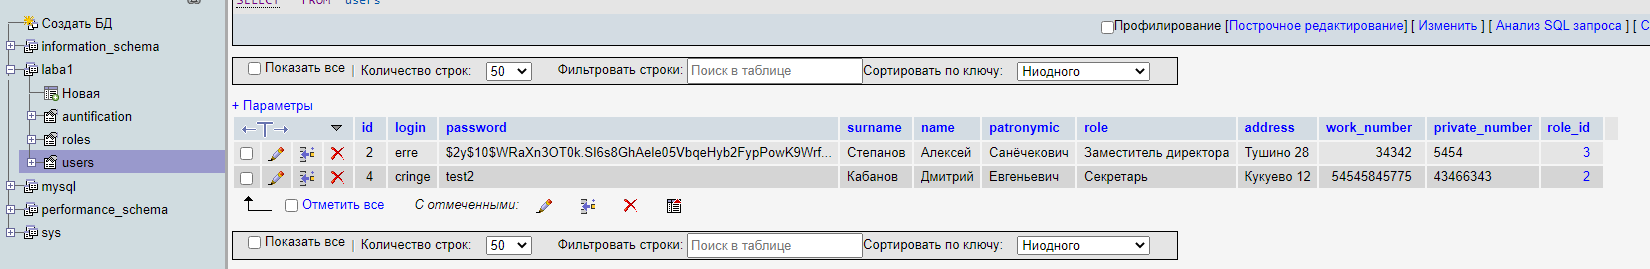 SELECT * FROM `users`
Создать БД
information_schema
laba1
Новая
auntification
roles
users
mysql
performance_schema
sys
Профилирование [Построчное редактирование] [ Изменить ] [ Анализ SQL запроса ] [ С
Показать все | Количество строк: 50 Фильтровать строки: Поиск в таблице Сортировать по ключу: Ниодного
+ Параметры
←T→ id login password surname name patronymic role address work_number private_number role_id
2 erre $2y$10$WRaXn3OT0k.Sl6s8GhAele05VbqeHyb2FypPowK9Wrf... Степанов Алексей Санёчекович Заместитель директора Тушино 28 34342 5454 3
4 cringe test2 Кабанов Дмитрий Евгеньевич Секретарь Кукуево 12 54545845775 43466343 2
Отметить все С отмеченными:
Показать все | Количество строк: 50 Фильтровать строки: Поиск в таблице Сортировать по ключу: Ниодного